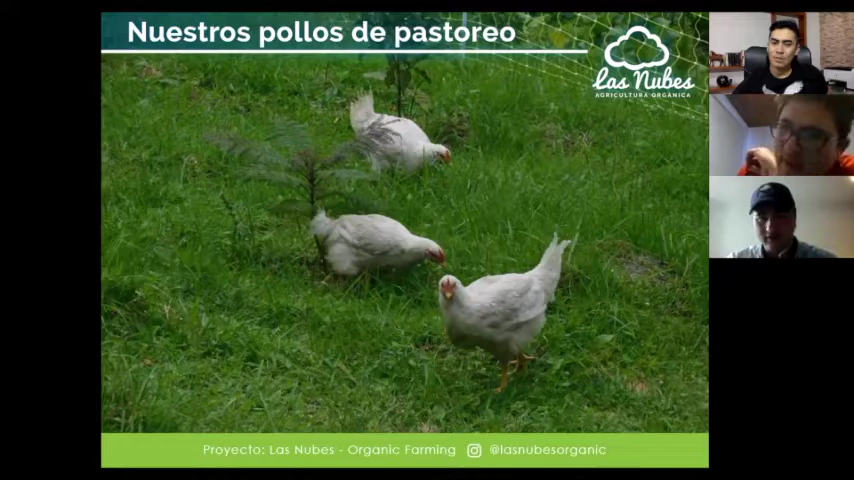 Nuestros pollos de pastoreo
Las Nubes
AGRICULTURA ORGÁNICA
Proyecto: Las Nubes - Organic Farming @lasnubesorganic